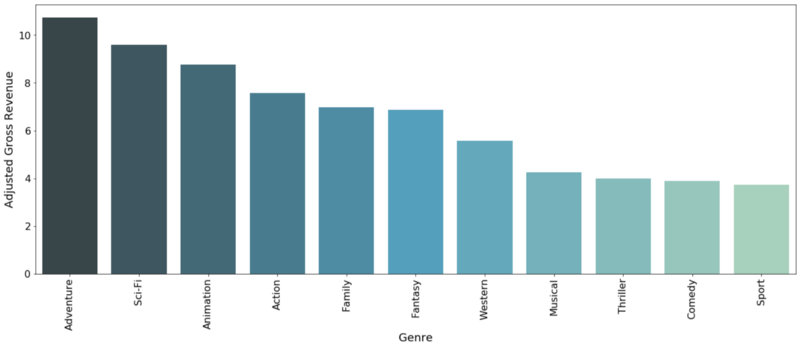 Adjusted Gross Revenue
10
8
6
4
2
0
Adventure
Sci-Fi
Animation
Action
Family
Fantasy
Western
Musical
Thriller
Comedy
Sport
Genre